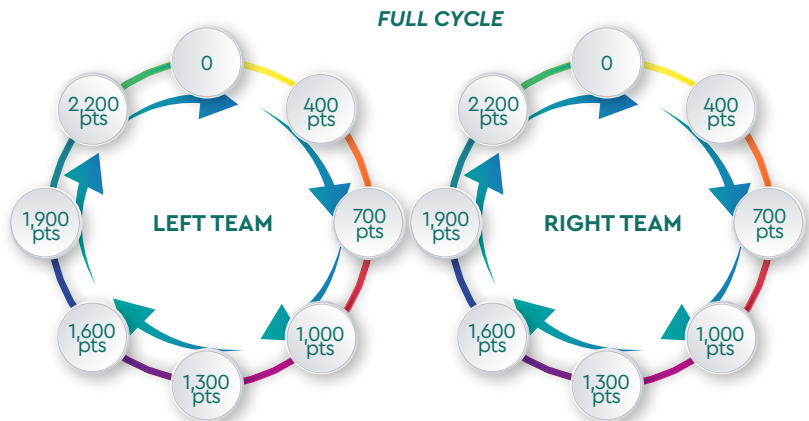 FULL CYCLE
0
400
pts
700
pts
1,000
pts
1,300
pts
1,600
pts
1,900
pts
2,200
pts
LEFT TEAM
0
400
pts
700
pts
1,000
pts
1,300
pts
1,600
pts
1,900
pts
2,200
pts
RIGHT TEAM